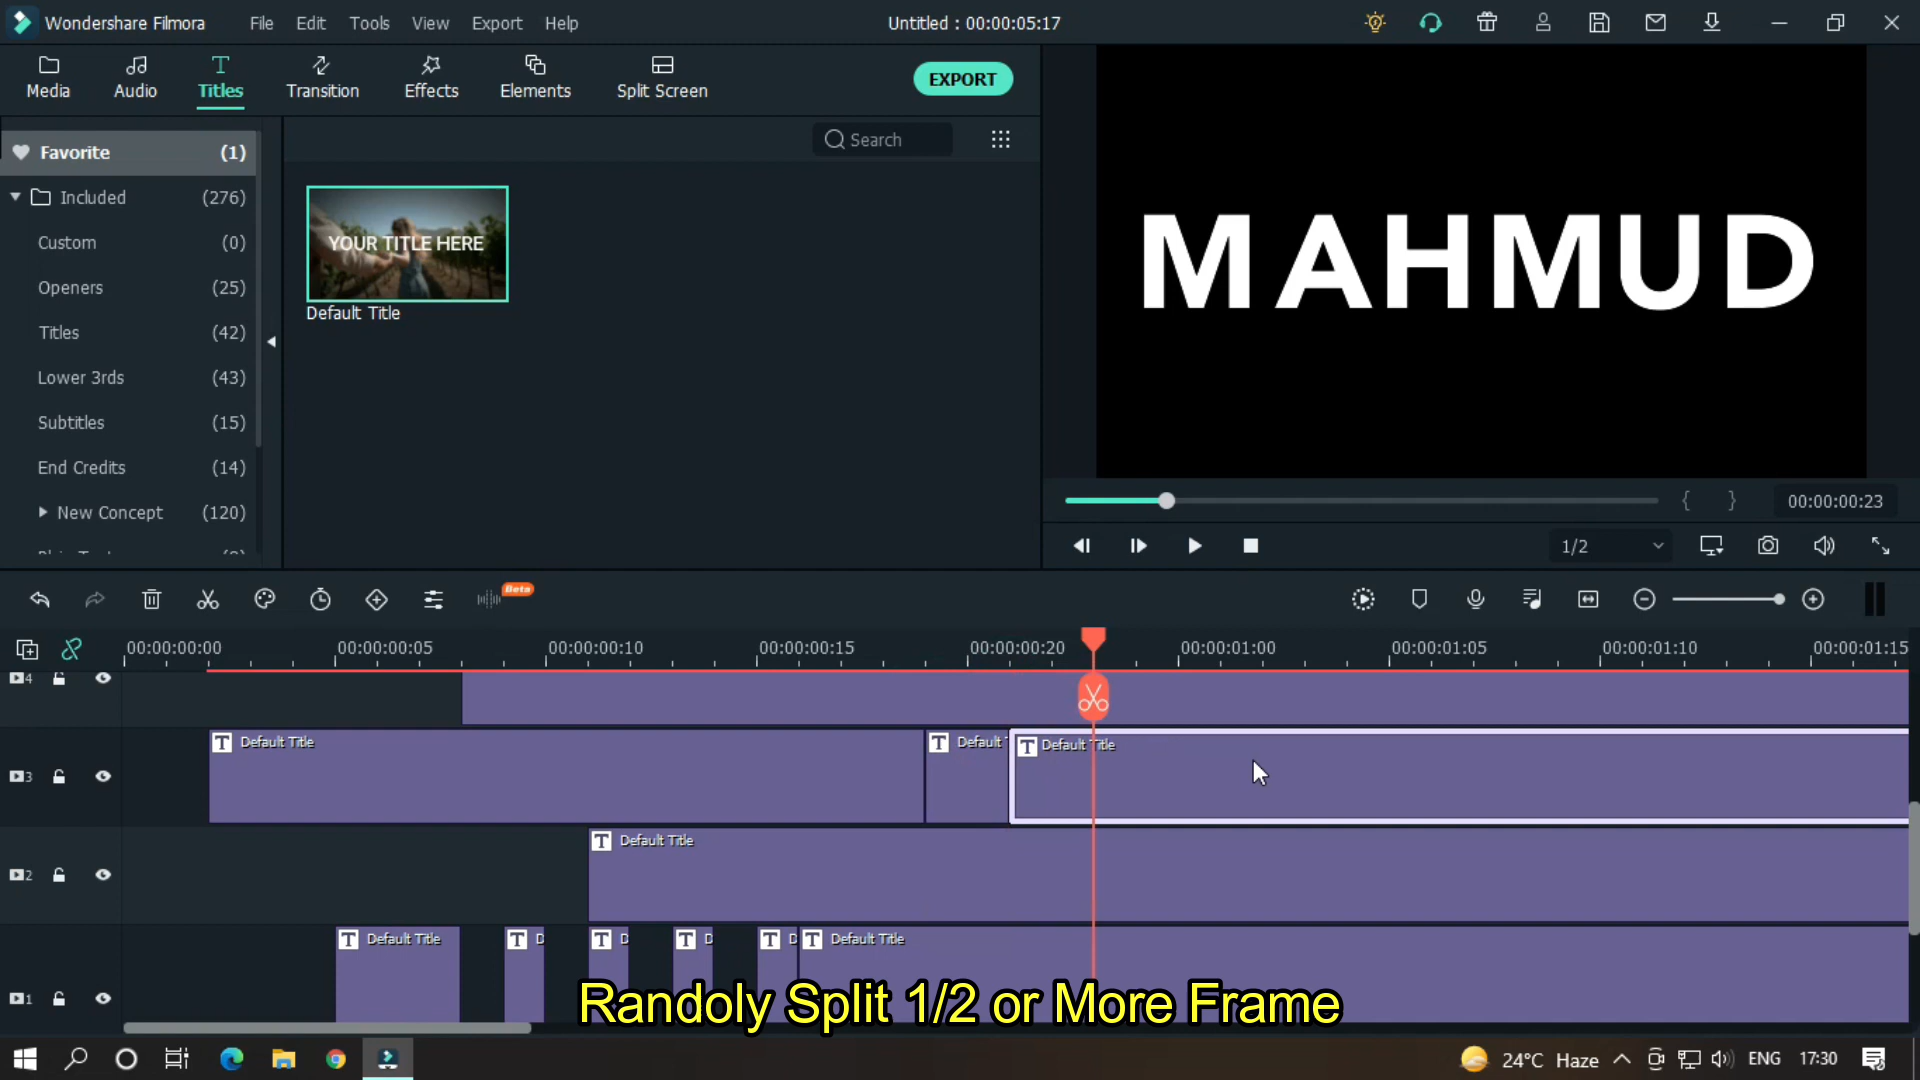 Wondershare Filmora File Edit Tools View Export Help Untitled : 00:00:05:17
Media Audio Titles Transition Effects Elements Split Screen EXPORT
Favorite (1)
Search
Included (276)
Custom (0)
Openers (25)
Titles (42)
Lower 3rds (43)
Subtitles (15)
End Credits (14)
New Concept (120)
YOUR TITLE HERE
Default Title
MAHMUD
{ } 00:00:00:23
1/2
Beta
00:00:00:00 00:00:00:05 00:00:00:10 00:00:00:15 00:00:00:20 00:00:01:00 00:00:01:05 00:00:01:10 00:00:01:15
4
3 T Default Title T Default T T Default Title
2 T Default Title
1 T Default Title T D T D T D T D T Default Title
Randoly Split 1/2 or More Frame
24°C Haze ENG 17:30